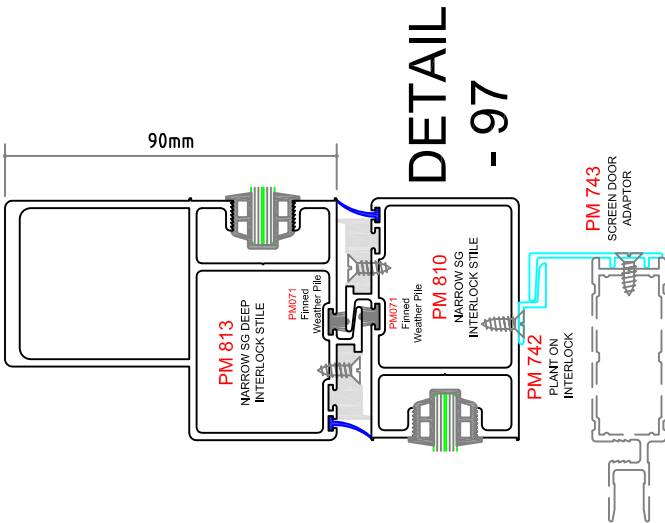 90mm
DETAIL
- 97
PM 813
NARROW SG DEEP
INTERLOCK STILE
PM071
Finned
Weather Pile
PM071
Finned
Weather Pile
PM 810
NARROW SG
INTERLOCK STILE
PM 742
PLANT ON
INTERLOCK
PM 743
SCREEN DOOR
ADAPTOR